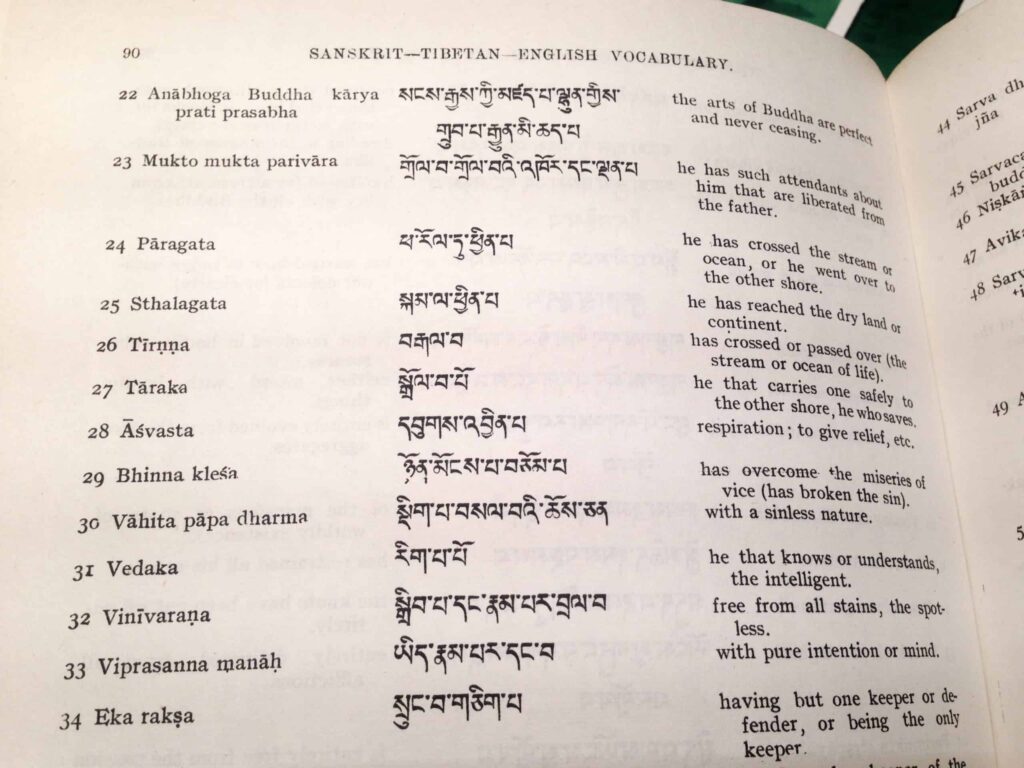 90 SANSKRIT—TIBETAN—ENGLISH VOCABULARY.
22 Anābhoga Buddha kārya སངས་རྒྱས་ཀྱི་མཛད་པ་ལྷུན་གྱིས་ the arts of Buddha are perfect
prati prasabha གྲུབ་པ་རྒྱུན་མི་ཆད་པ and never ceasing.
23 Mukto mukta parivāra གྲོལ་བ་གྲོལ་བའི་འཁོར་དང་ལྡན་པ he has such attendants about
him that are liberated from
the father.
24 Pāragata ཕ་རོལ་ཏུ་ཕྱིན་པ he has crossed the stream or
ocean, or he went over to
the other shore.
25 Sthalagata སྐམ་ལ་ཕྱིན་པ he has reached the dry land or
continent.
26 Tīrṇṇa བརྒལ་བ has crossed or passed over (the
stream or ocean of life).
27 Tāraka སྒྲོལ་བ་པོ he that carries one safely to
the other shore, he who saves.
28 Āśvasta དབུགས་འབྱིན་པ respiration; to give relief, etc.
29 Bhinna kleśa ཉོན་མོངས་པ་བཅོམ་པ has overcome the miseries of
vice (has broken the sin).
30 Vāhita pāpa dharma སྡིག་པ་བསལ་བའི་ཆོས་ཅན with a sinless nature.
31 Vedaka རིག་པ་པོ he that knows or understands,
the intelligent.
32 Vinīvaraṇa སྒྲིབ་པ་དང་རྣམ་པར་བྲལ་བ free from all stains, the spot-
less.
33 Viprasanna manāḥ ཡིད་རྣམ་པར་དང་བ with pure intention or mind.
34 Eka rakṣa སྲུང་བ་གཅིག་པ having but one keeper or de-
fender, or being the only
keeper.
of the
44 Sarva dh
jña
45 Sarvaca
budd
46 Niṣkā
47 Avika
48 Sarv
49 A
5